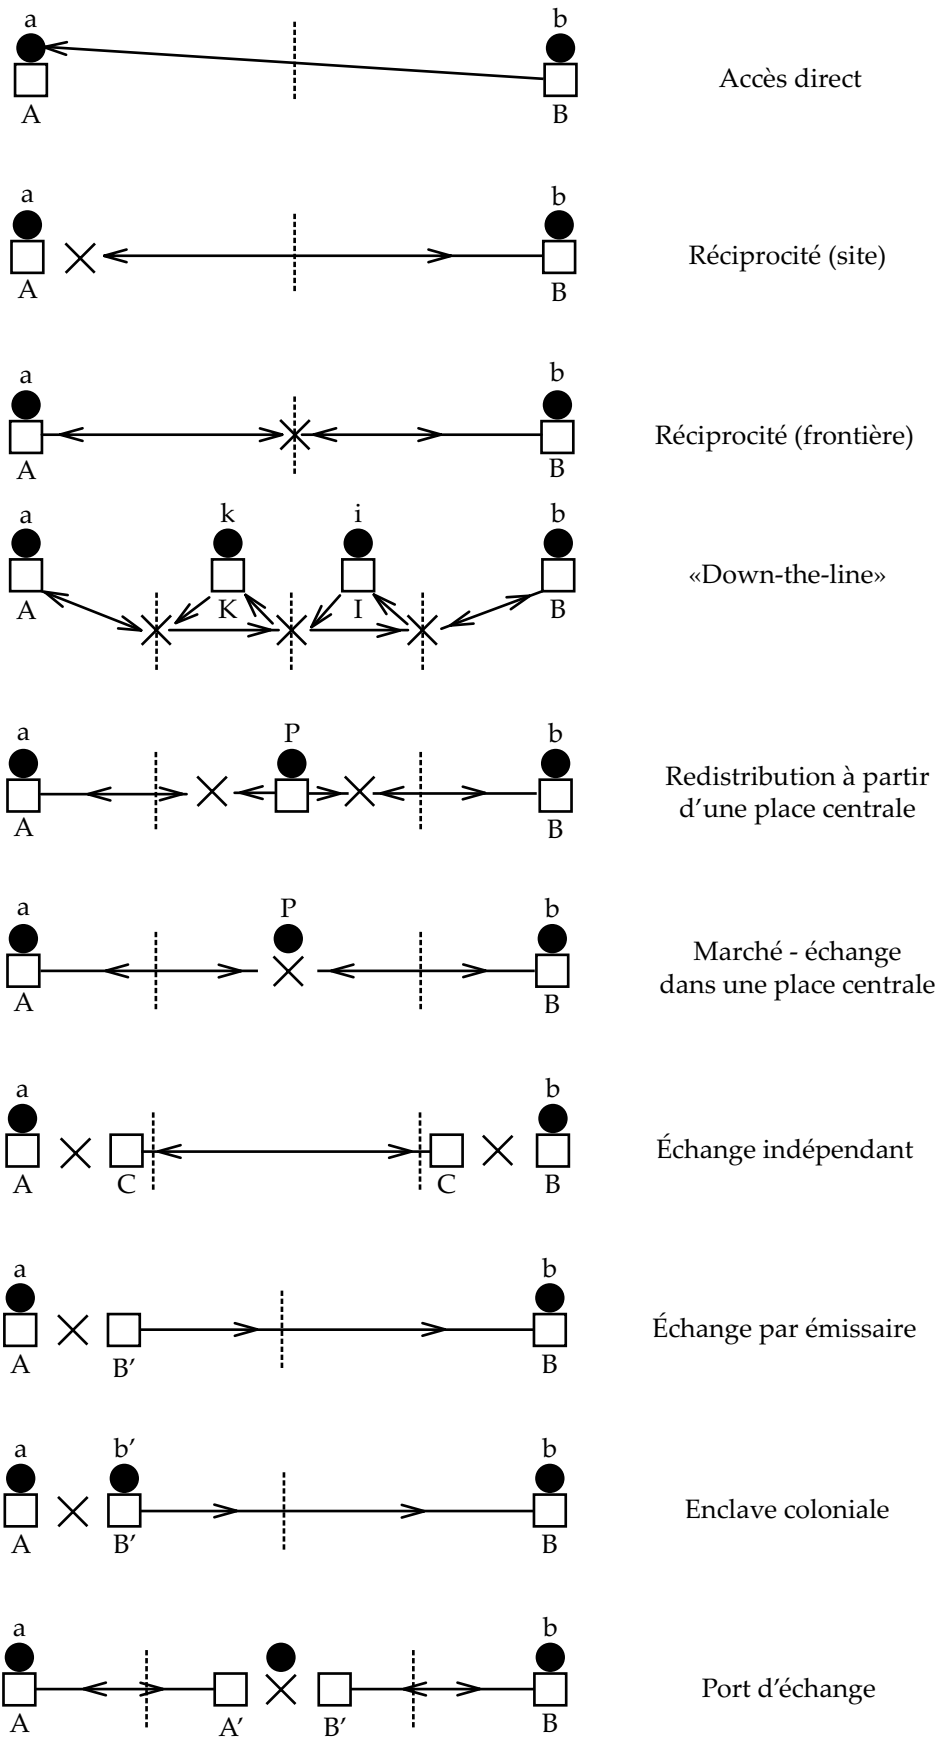 a b
Accès direct
A B
a b
Réciprocité (site)
A B
a b
Réciprocité (frontière)
A B
a k i b
«Down-the-line»
A K I B
a P b
Redistribution à partir
d’une place centrale
A B
a P b
Marché - échange
dans une place centrale
A B
a b
Échange indépendant
A C C B
a b
Échange par émissaire
A B’ B
a b’ b
Enclave coloniale
A B’ B
a b
Port d’échange
A A’ B’ B